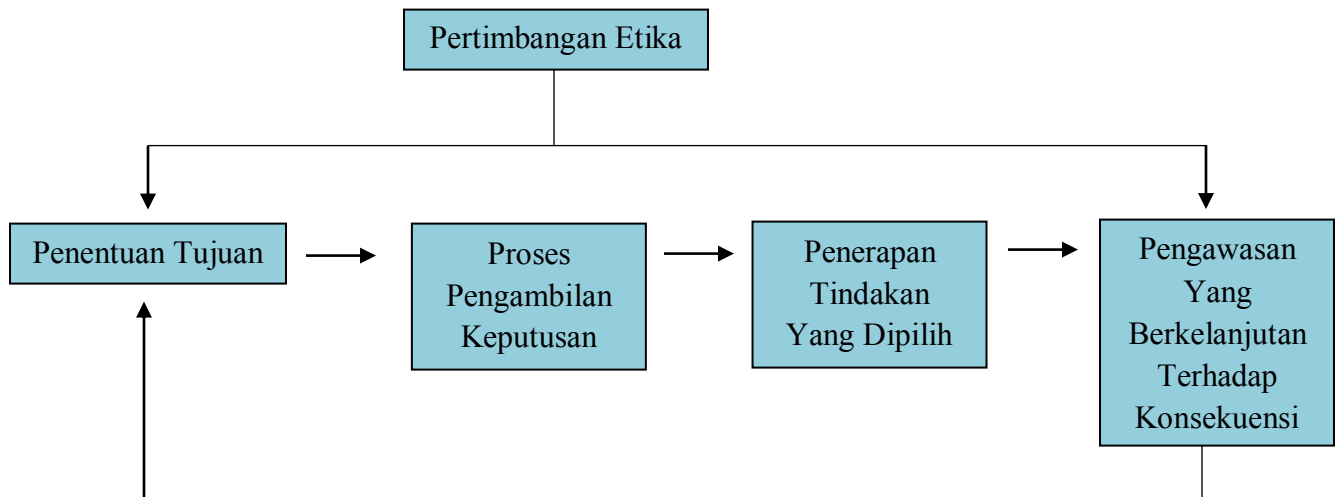 Pertimbangan Etika
Penentuan Tujuan
Proses
Pengambilan
Keputusan
Penerapan
Tindakan
Yang Dipilih
Pengawasan
Yang
Berkelanjutan
Terhadap
Konsekuensi